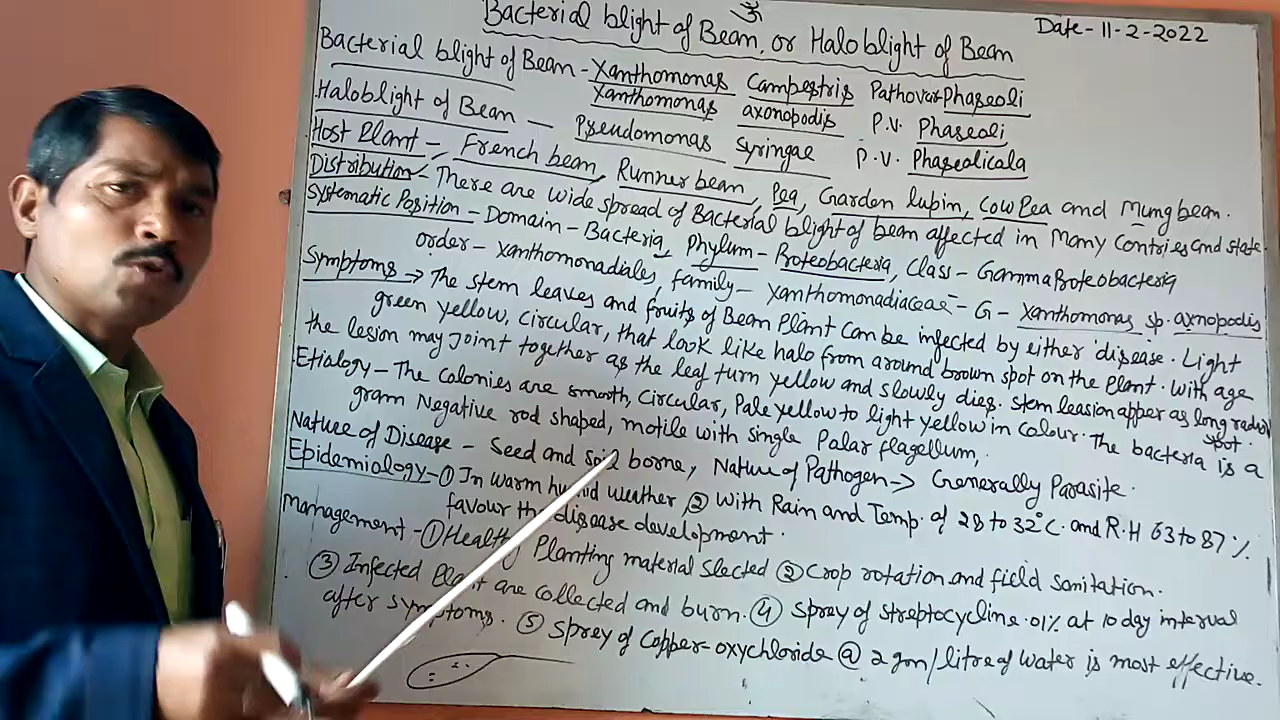 ॐ
Bacterial blight of Bean, or Halo blight of Bean
Date- 11-2-2022
Bacterial blight of Bean - Xanthomonas Campestris Pathovar Phaseoli
Xanthomonas axonopodis P.V. Phaseoli
Haloblight of Bean — Pseudomonas Syringae P.V. Phasealicala
Host Plant - French beam, Runner beam, Pea, Garden lupin, Cow Pea and Mung bean.
Distribution - There are wide spread of Bacterial blight of beam affected in Many Contries and state.
Systematic Position - Domain - Bacteria, Phylum - Proteobacteria, Class - Gamma Proteobacteria
order - Xanthomonadiales, family - Xanthomonadiaceae - G - Xanthomonas sp. axnopodis
Symptoms → The stem leaves and fruits of Bean Plant Can be infected by either disease. Light
green yellow, Circular, that look like halo from around brown spot on the plant. With age
the lesion may Joint together as the leaf turn yellow and slowly dies. Stem leasion apper as long radish spot.
Etialogy - The Colonies are smooth, Circular, Pale yellow to light yellow in colour. The bacteria is a
gram Negative rod shaped, motile with single Palar flagellum,
Nature of Disease - Seed and Soil borne, Nature of Pathogen → Generally Parasite.
Epidemiology - ① In warm humid weather, ② With Rain and Temp. of 28 to 32°C. and R.H 63 to 87%
favour the disease development.
Management - ① Healthy Planting material slected ② Crop rotation and field sanitation.
③ Infected Plant are collected and burn. ④ Spray of streptocycline .01% at 10 day interval
after symptoms. ⑤ Sprey of Copper-oxychloride @ 2 gm/litre of water is most effective.